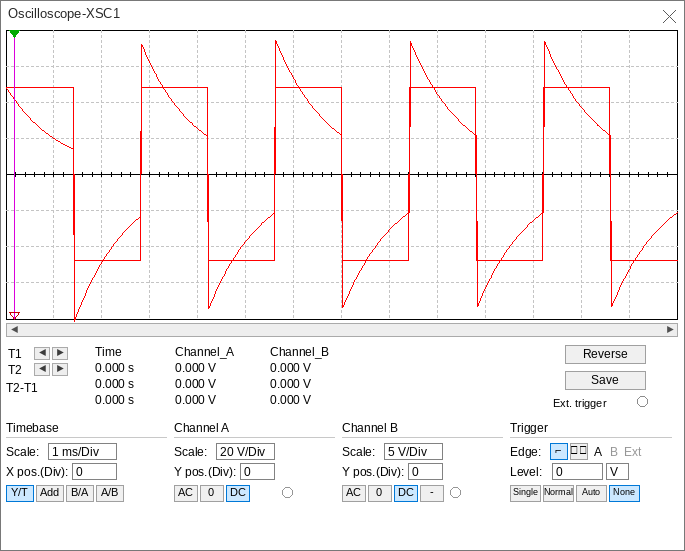 Oscilloscope-XSC1
T1 Time Channel_A Channel_B Reverse
T2 0.000 s 0.000 V 0.000 V
T2-T1 0.000 s 0.000 V 0.000 V Save
0.000 s 0.000 V 0.000 V Ext. trigger
Timebase Channel A Channel B Trigger
Scale: 1 ms/Div Scale: 20 V/Div Scale: 5 V/Div Edge: A B Ext
X pos.(Div): 0 Y pos.(Div): 0 Y pos.(Div): 0 Level: 0 V
Y/T Add B/A A/B AC 0 DC AC 0 DC - Single Normal Auto None